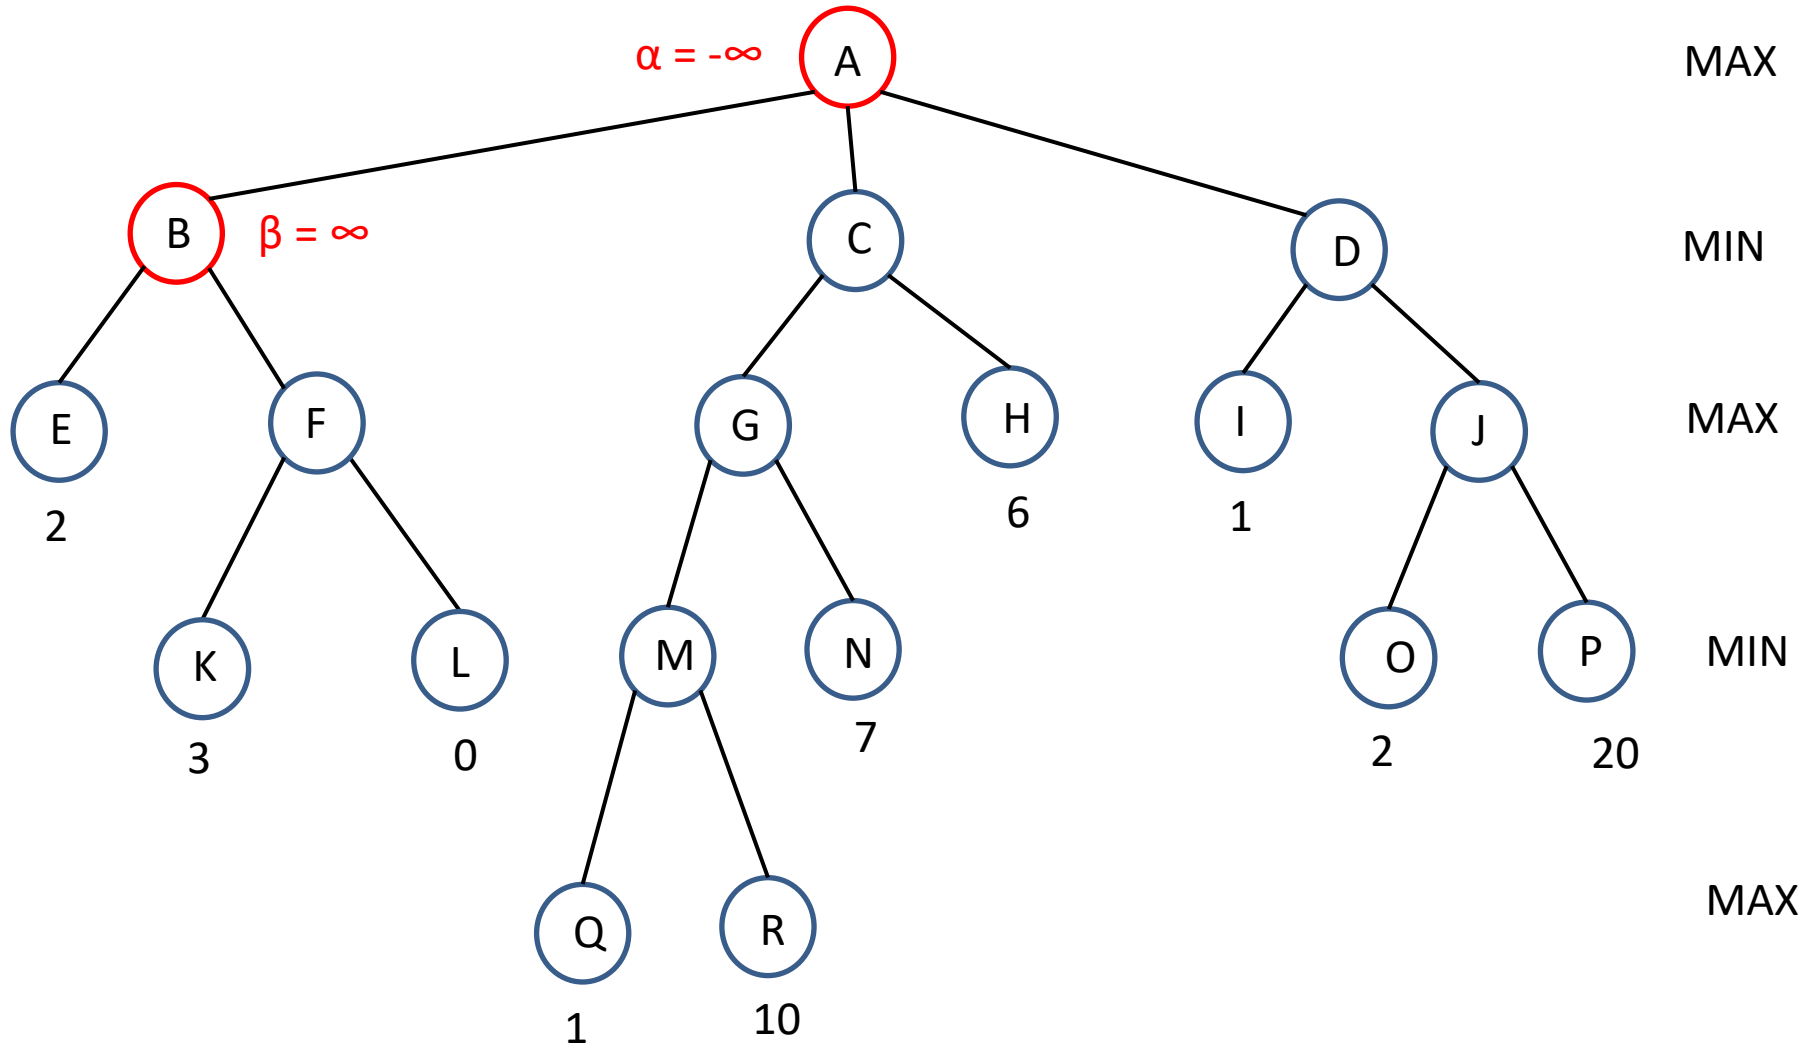 α = -∞
A
MAX
B
β = ∞
C
D
MIN
E
F
G
H
I
J
MAX
2
6
1
K
L
M
N
O
P
MIN
3
0
7
2
20
Q
R
MAX
1
10